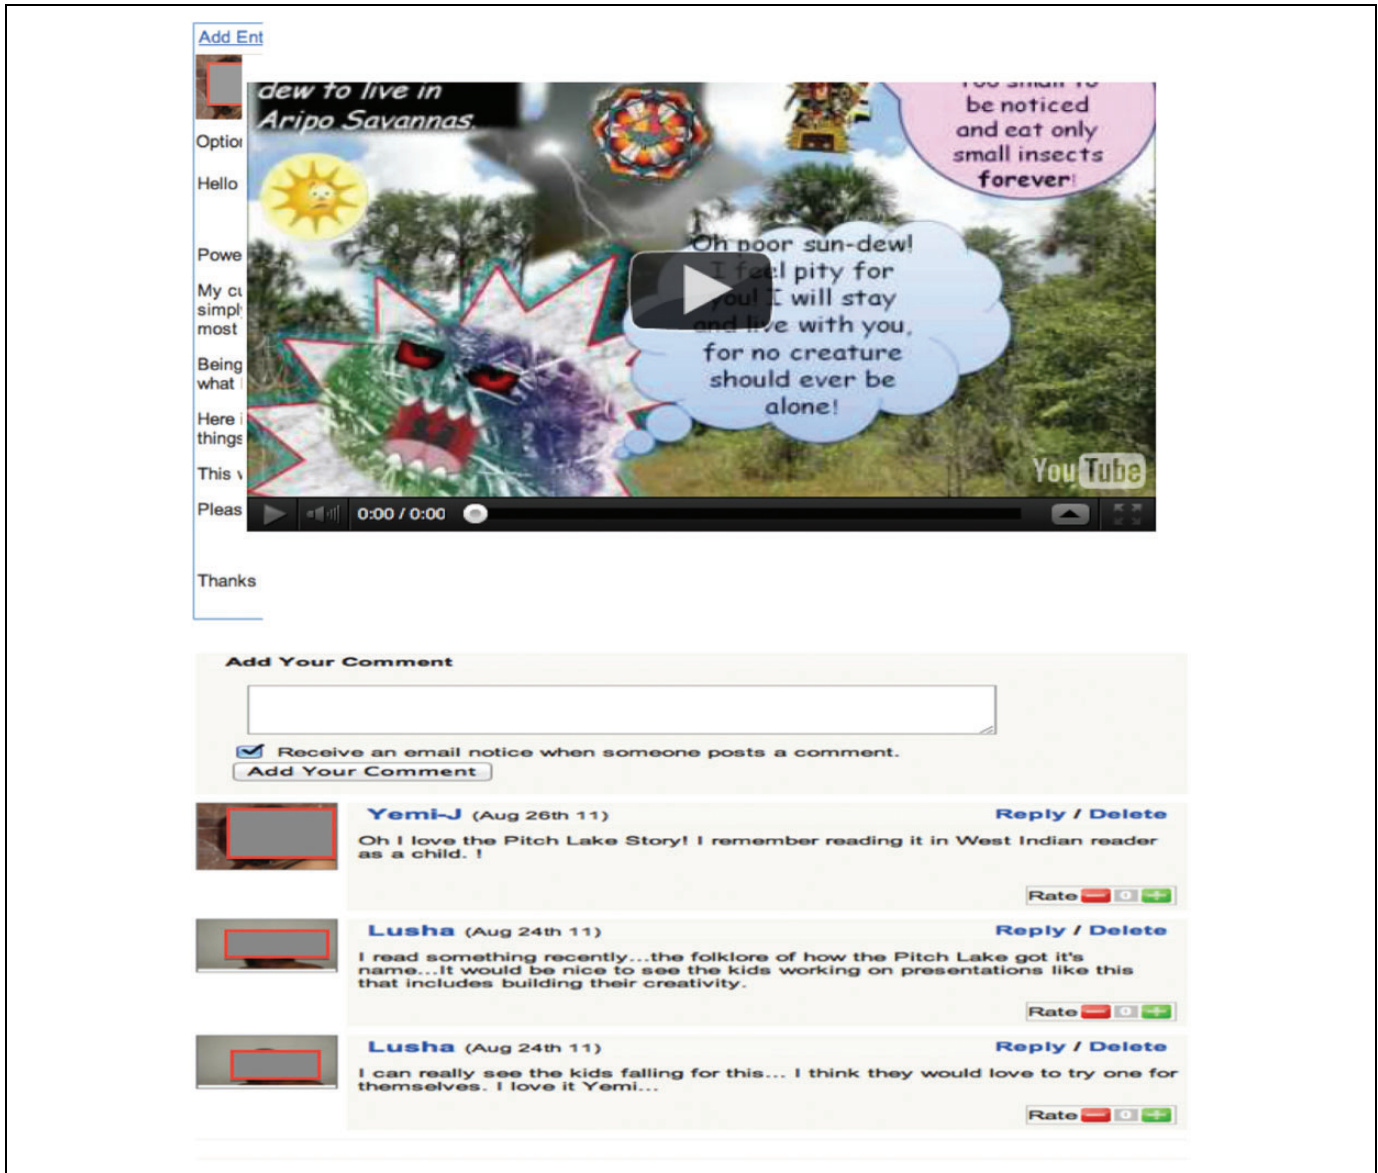 Add Ent
dew to live in
Aripo Savannas.
be noticed
and eat only
small insects
forever!
Hello
Oh poor sun-dew!
I feel pity for
you! I will stay
and live with you,
for no creature
should ever be
alone!
My
most
Being
what
Here
things
This
YouTube
0:00 / 0:00
Thanks
Add Your Comment
Receive an email notice when someone posts a comment.
Add Your Comment
Yemi-J (Aug 26th 11) Reply / Delete
Oh I love the Pitch Lake Story! I remember reading it in West Indian reader
as a child. !
Rate 0
Lusha (Aug 24th 11) Reply / Delete
I read something recently...the folklore of how the Pitch Lake got it's
name...It would be nice to see the kids working on presentations like this
that includes building their creativity.
Rate 0
Lusha (Aug 24th 11) Reply / Delete
I can really see the kids falling for this... I think they would love to try one for
themselves. I love it Yemi...
Rate 0